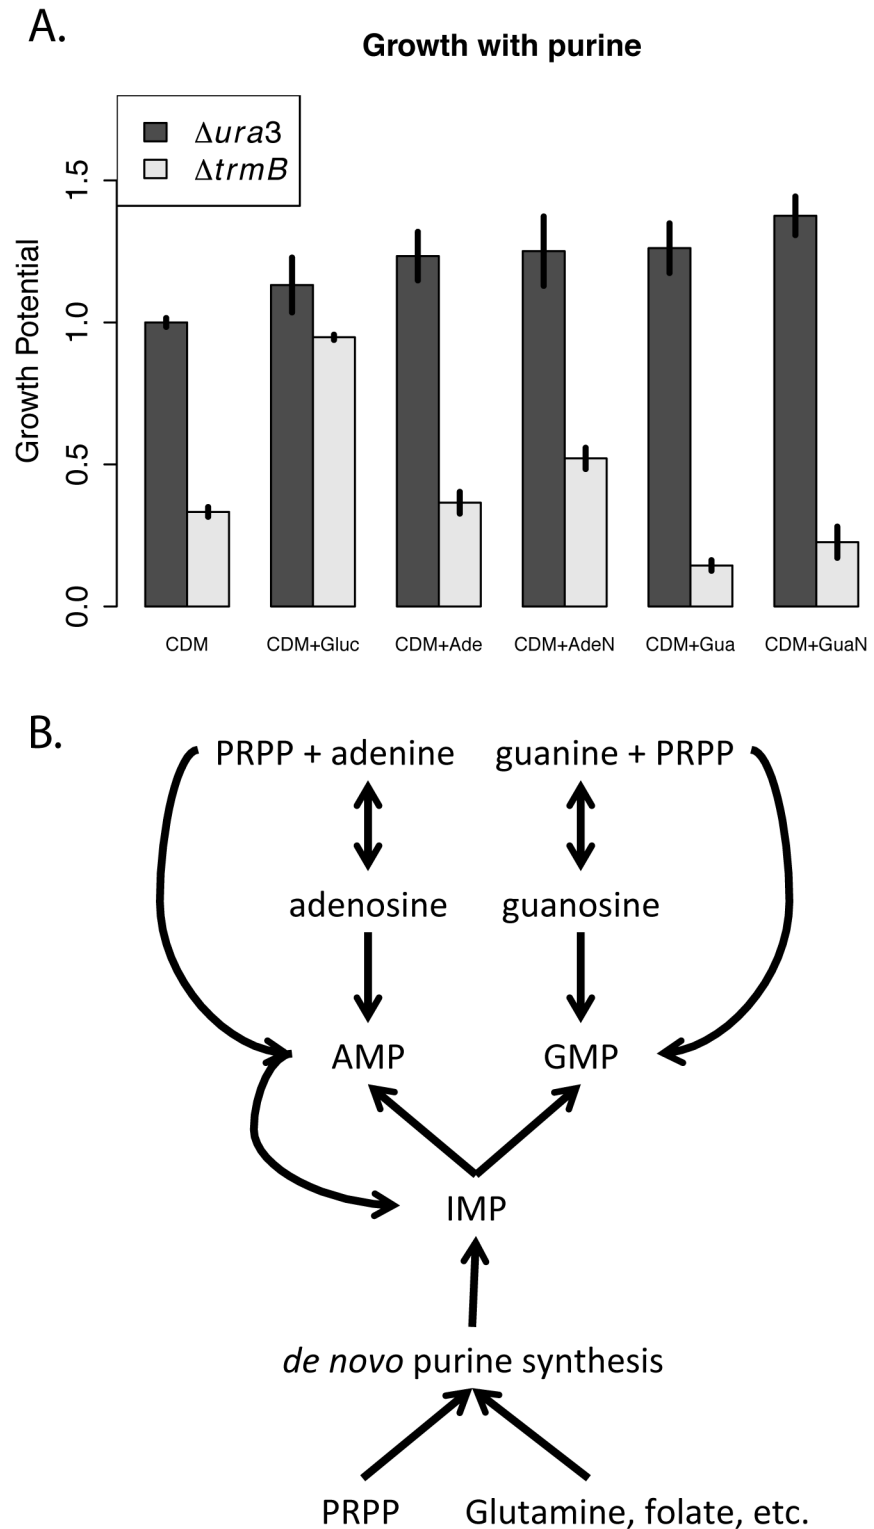 A.
Growth with purine
Δura3
ΔtrmB
Growth Potential
1.5
1.0
0.5
0.0
CDM CDM+Gluc CDM+Ade CDM+AdeN CDM+Gua CDM+GuaN
B.
PRPP + adenine guanine + PRPP
adenosine guanosine
AMP GMP
IMP
de novo purine synthesis
PRPP Glutamine, folate, etc.